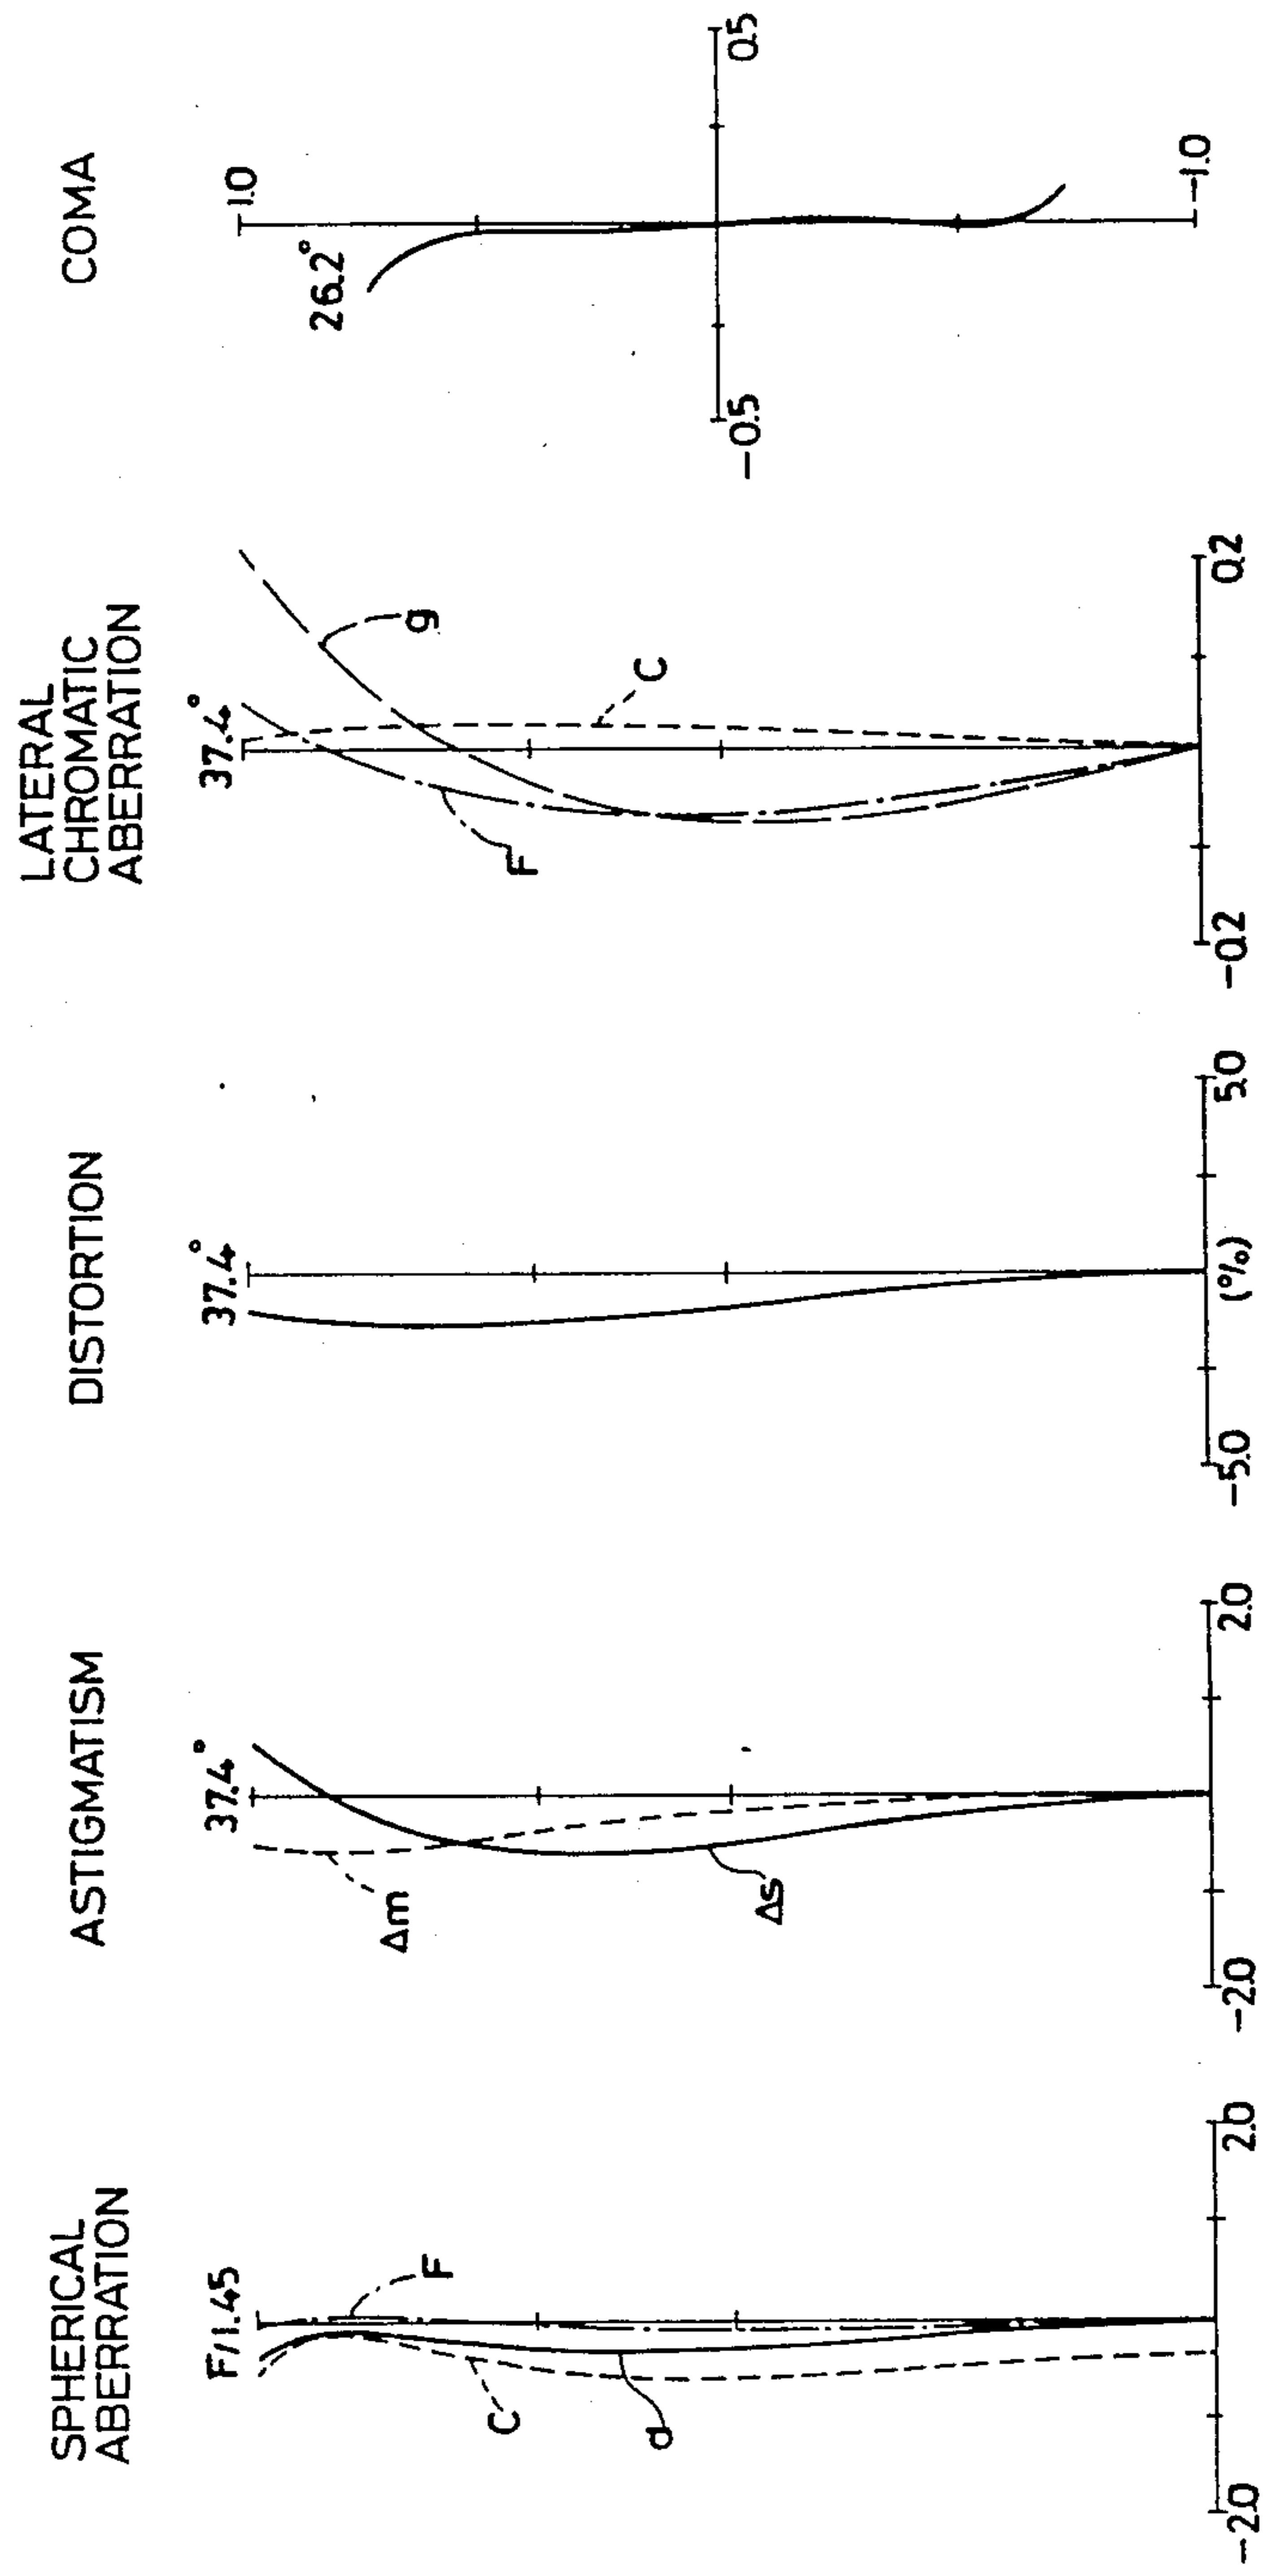 SPHERICAL
ABERRATION
F/1.45
F
C
d
-2.0
2.0
ASTIGMATISM
37.4°
Δm
Δs
-2.0
2.0
DISTORTION
37.4°
-5.0
5.0
(%)
LATERAL
CHROMATIC
ABERRATION
37.4°
g
C
F
-0.2
0.2
COMA
1.0
26.2°
-0.5
0.5
-1.0